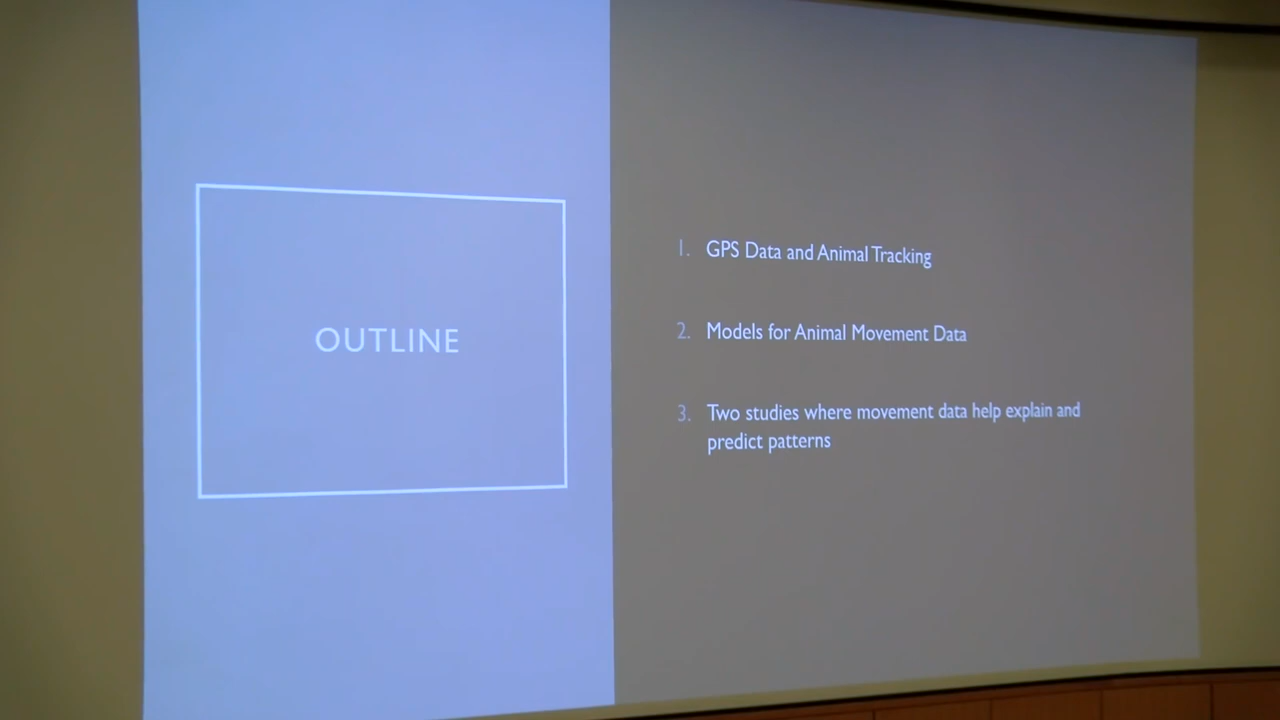 OUTLINE
1. GPS Data and Animal Tracking
2. Models for Animal Movement Data
3. Two studies where movement data help explain and
predict patterns